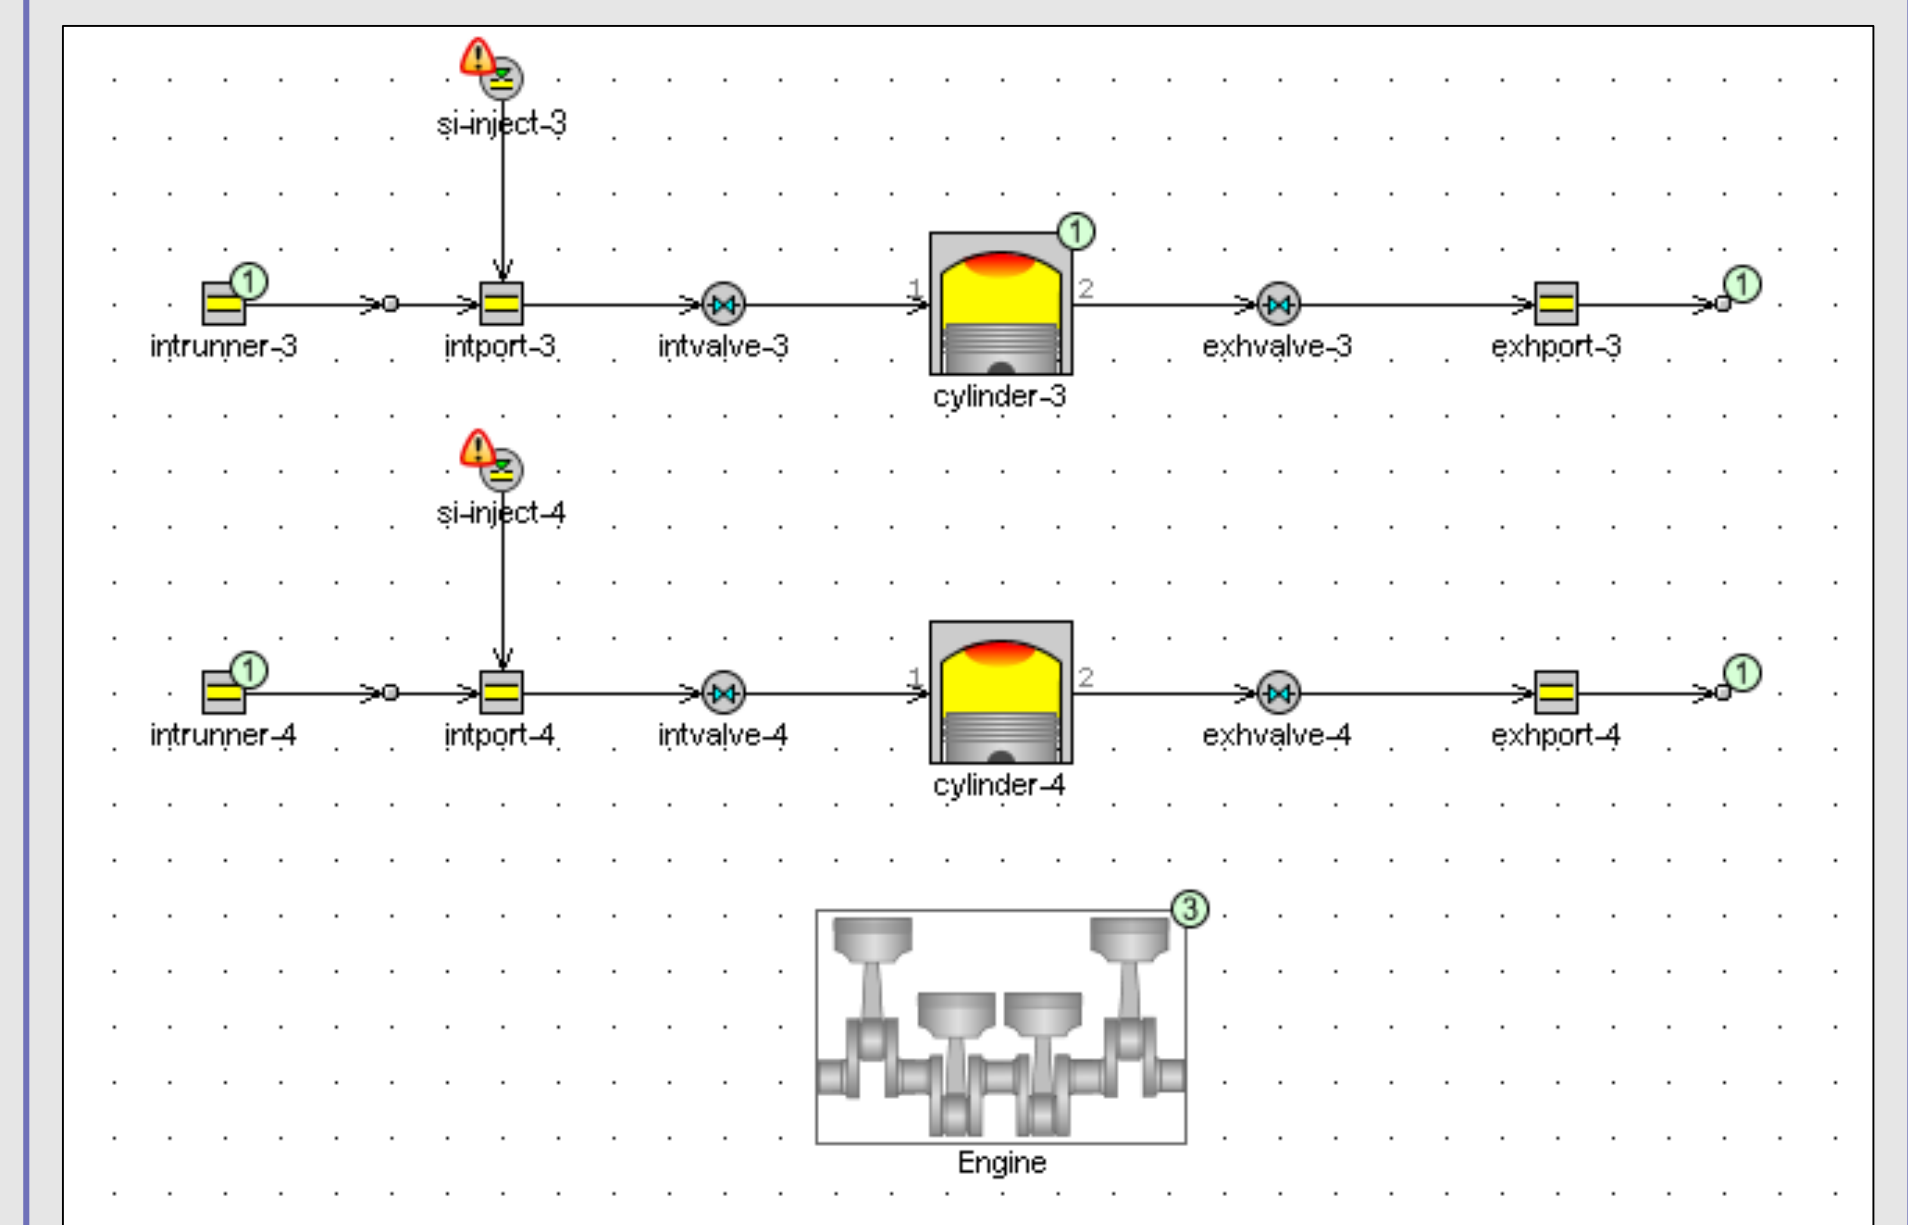 si-inject-3
1
1
1
1 2
intrunner-3 intport-3 intvalve-3 exhvalve-3 exhport-3
cylinder-3
si-inject-4
1
1
1 2
intrunner-4 intport-4 intvalve-4 exhvalve-4 exhport-4
cylinder-4
3
Engine